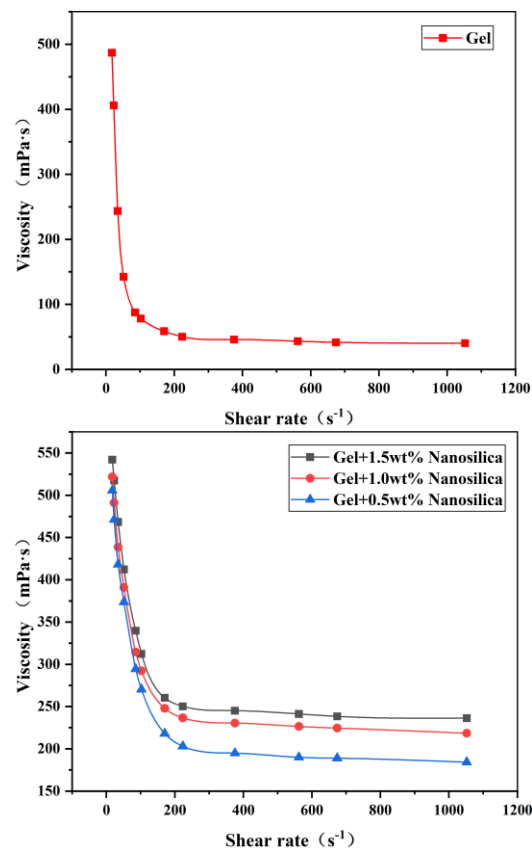 Gel
500
400
300
200
100
0
Viscosity（mPa·s）
0 200 400 600 800 1000 1200
Shear rate（s-1）
Gel+1.5wt% Nanosilica
Gel+1.0wt% Nanosilica
Gel+0.5wt% Nanosilica
550
500
450
400
350
300
250
200
150
Viscosity（mPa·s）
0 200 400 600 800 1000 1200
Shear rate（s-1）